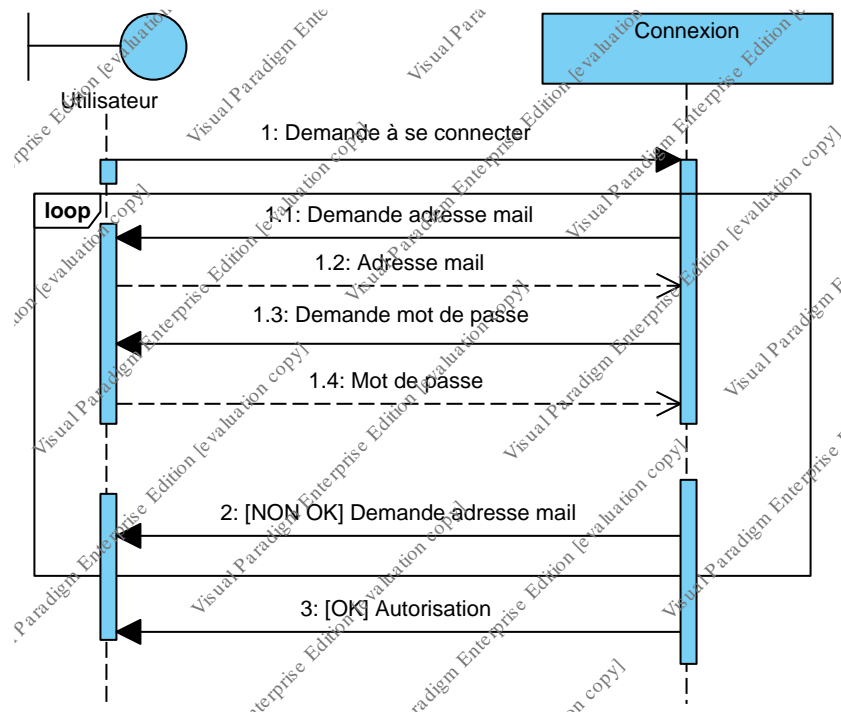 Connexion
Utilisateur
1: Demande à se connecter
loop
1.1: Demande adresse mail
1.2: Adresse mail
1.3: Demande mot de passe
1.4: Mot de passe
2: [NON OK] Demande adresse mail
3: [OK] Autorisation
Visual Paradigm Enterprise Edition [evaluation copy]